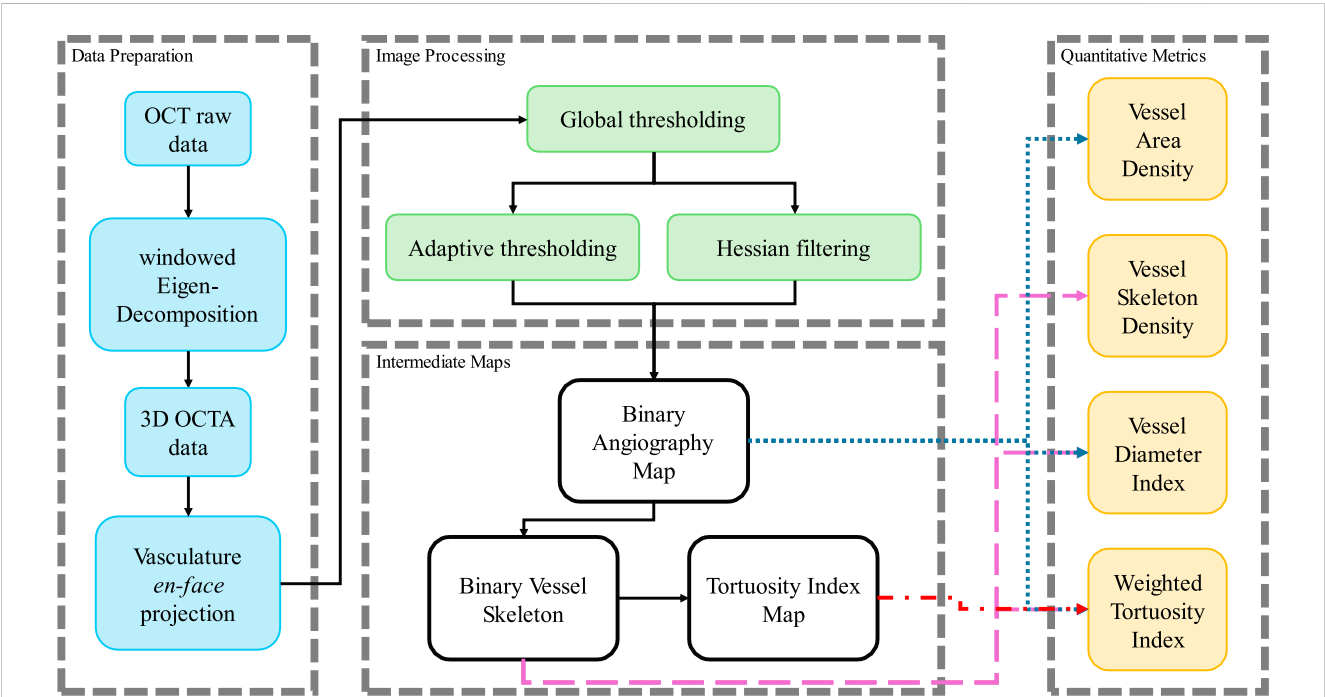 Data Preparation
OCT raw
data
windowed
Eigen-
Decomposition
3D OCTA
data
Vasculature
en-face
projection
Image Processing
Global thresholding
Adaptive thresholding
Hessian filtering
Intermediate Maps
Binary
Angiography
Map
Binary Vessel
Skeleton
Tortuosity Index
Map
Quantitative Metrics
Vessel
Area
Density
Vessel
Skeleton
Density
Vessel
Diameter
Index
Weighted
Tortuosity
Index